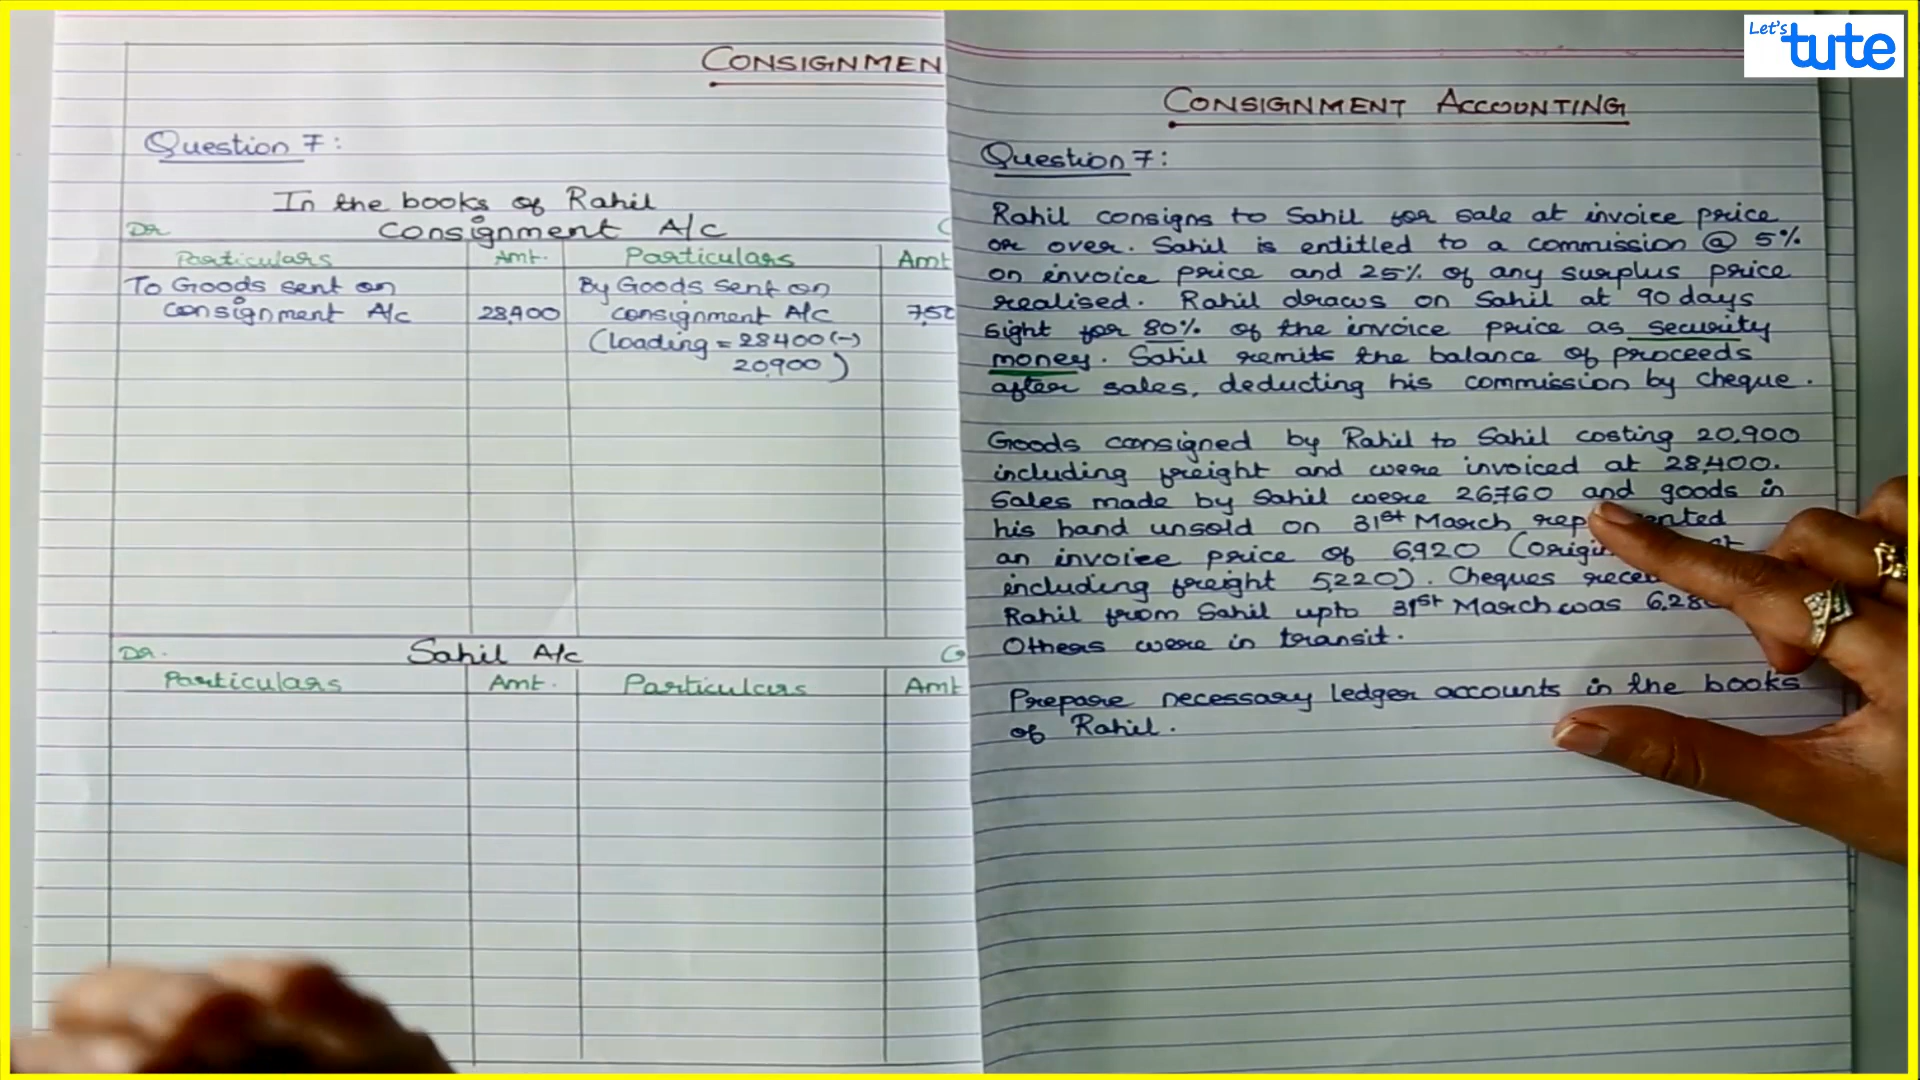 Let's
tute
CONSIGNMEN
Question 7:
In the books of Rahil
Dr Consignment A/c C
Particulars Amt. Particulars Amt
To Goods sent on By Goods sent on
consignment A/c 28,400 consignment A/c 7,50
(loading = 28400 (-)
20,900)
Dr. Sahil A/c C
Particulars Amt. Particulars Amt
CONSIGNMENT ACCOUNTING
Question 7:
Rahil consigns to Sahil for sale at invoice price
or over. Sahil is entitled to a commission @ 5%
on invoice price and 25% of any surplus price
realised. Rahil draws on Sahil at 90 days
sight for 80% of the invoice price as security
money. Sahil remits the balance of proceeds
after sales, deducting his commission by cheque.
Goods consigned by Rahil to Sahil costing 20,900
including freight and were invoiced at 28,400.
Sales made by Sahil were 26,760 and goods in
his hand unsold on 31st March rep nted
an invoice price of 6,920 (Origin
including freight 5,220). Cheques rece
Rahil from Sahil upto 31st March was 6,28
Others were in transit.
Prepare necessary ledger accounts in the books
of Rahil.